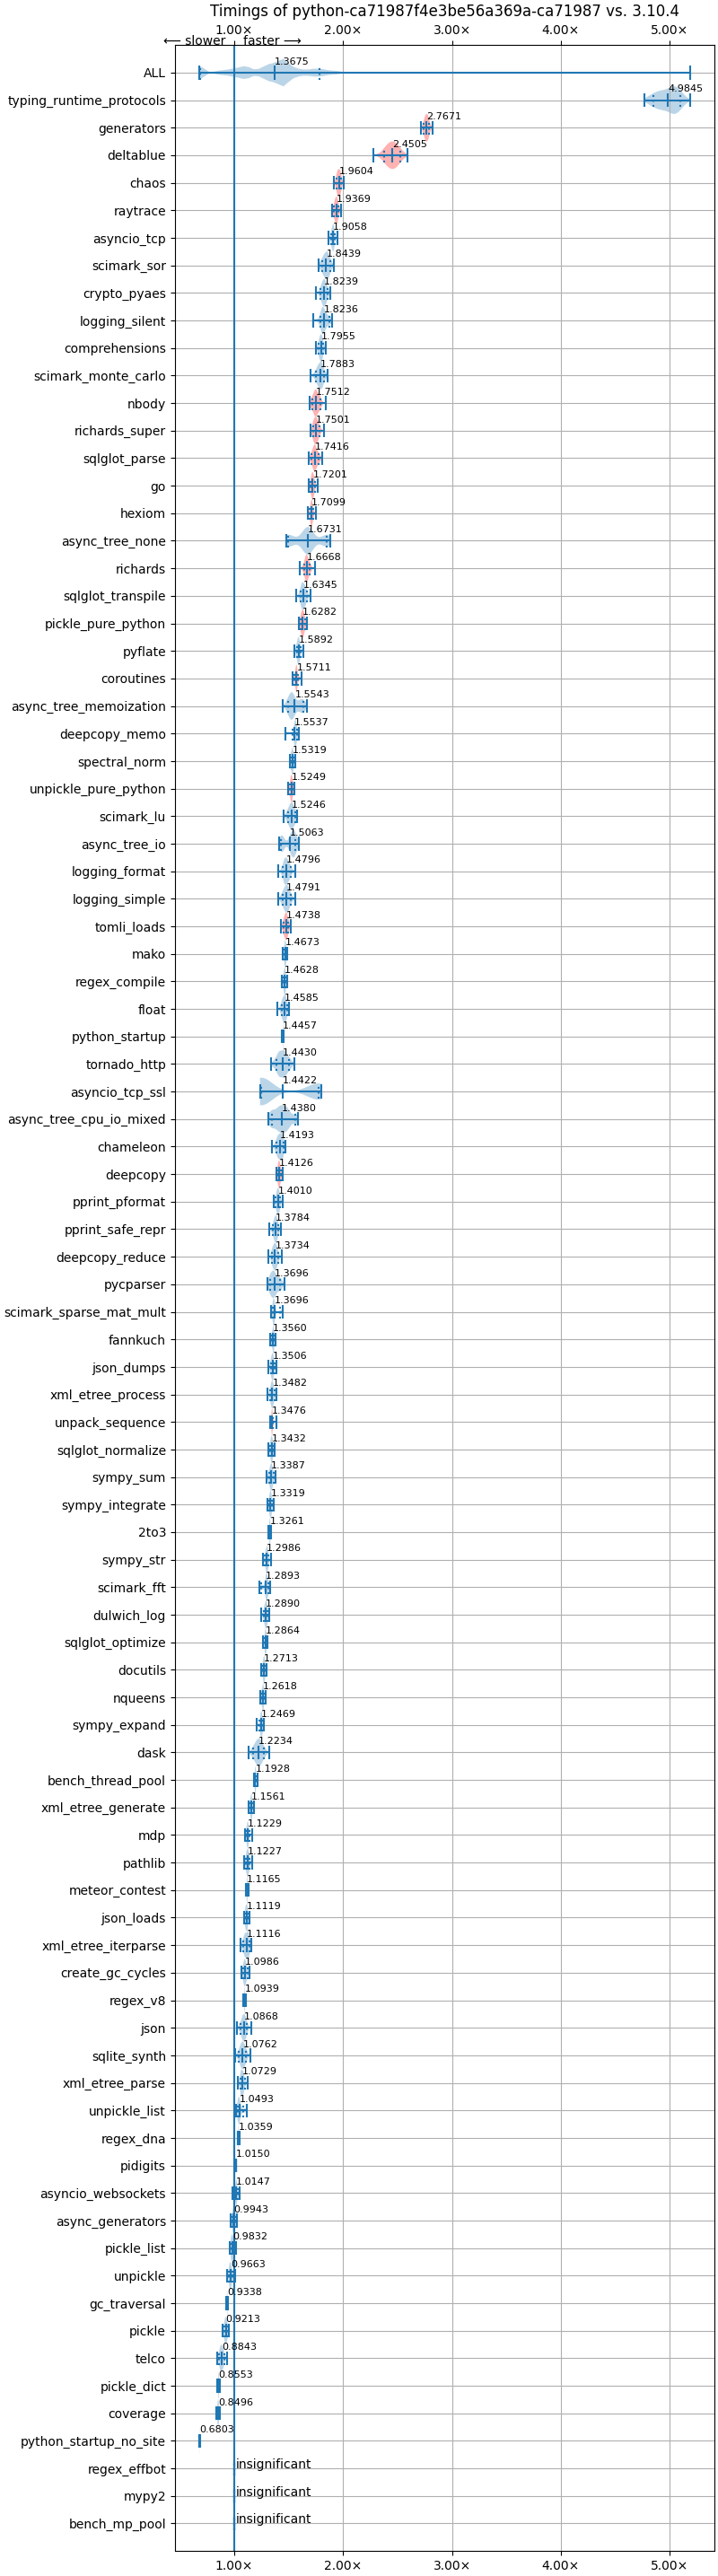 Timings of python-ca71987f4e3be56a369a-ca71987 vs. 3.10.4
1.00× 2.00× 3.00× 4.00× 5.00×
⟵ slower faster ⟶
ALL 1.3675
typing_runtime_protocols 4.9845
generators 2.7671
deltablue 2.4505
chaos 1.9604
raytrace 1.9369
asyncio_tcp 1.9058
scimark_sor 1.8439
crypto_pyaes 1.8239
logging_silent 1.8236
comprehensions 1.7955
scimark_monte_carlo 1.7883
nbody 1.7512
richards_super 1.7501
sqlglot_parse 1.7416
go 1.7201
hexiom 1.7099
async_tree_none 1.6731
richards 1.6668
sqlglot_transpile 1.6345
pickle_pure_python 1.6282
pyflate 1.5892
coroutines 1.5711
async_tree_memoization 1.5543
deepcopy_memo 1.5537
spectral_norm 1.5319
unpickle_pure_python 1.5249
scimark_lu 1.5246
async_tree_io 1.5063
logging_format 1.4796
logging_simple 1.4791
tomli_loads 1.4738
mako 1.4673
regex_compile 1.4628
float 1.4585
python_startup 1.4457
tornado_http 1.4430
asyncio_tcp_ssl 1.4422
async_tree_cpu_io_mixed 1.4380
chameleon 1.4193
deepcopy 1.4126
pprint_pformat 1.4010
pprint_safe_repr 1.3784
deepcopy_reduce 1.3734
pycparser 1.3696
scimark_sparse_mat_mult 1.3696
fannkuch 1.3560
json_dumps 1.3506
xml_etree_process 1.3482
unpack_sequence 1.3476
sqlglot_normalize 1.3432
sympy_sum 1.3387
sympy_integrate 1.3319
2to3 1.3261
sympy_str 1.2986
scimark_fft 1.2893
dulwich_log 1.2890
sqlglot_optimize 1.2864
docutils 1.2713
nqueens 1.2618
sympy_expand 1.2469
dask 1.2234
bench_thread_pool 1.1928
xml_etree_generate 1.1561
mdp 1.1229
pathlib 1.1227
meteor_contest 1.1165
json_loads 1.1119
xml_etree_iterparse 1.1116
create_gc_cycles 1.0986
regex_v8 1.0939
json 1.0868
sqlite_synth 1.0762
xml_etree_parse 1.0729
unpickle_list 1.0493
regex_dna 1.0359
pidigits 1.0150
asyncio_websockets 1.0147
async_generators 0.9943
pickle_list 0.9832
unpickle 0.9663
gc_traversal 0.9338
pickle 0.9213
telco 0.8843
pickle_dict 0.8553
coverage 0.8496
python_startup_no_site 0.6803
regex_effbot insignificant
mypy2 insignificant
bench_mp_pool insignificant
1.00× 2.00× 3.00× 4.00× 5.00×